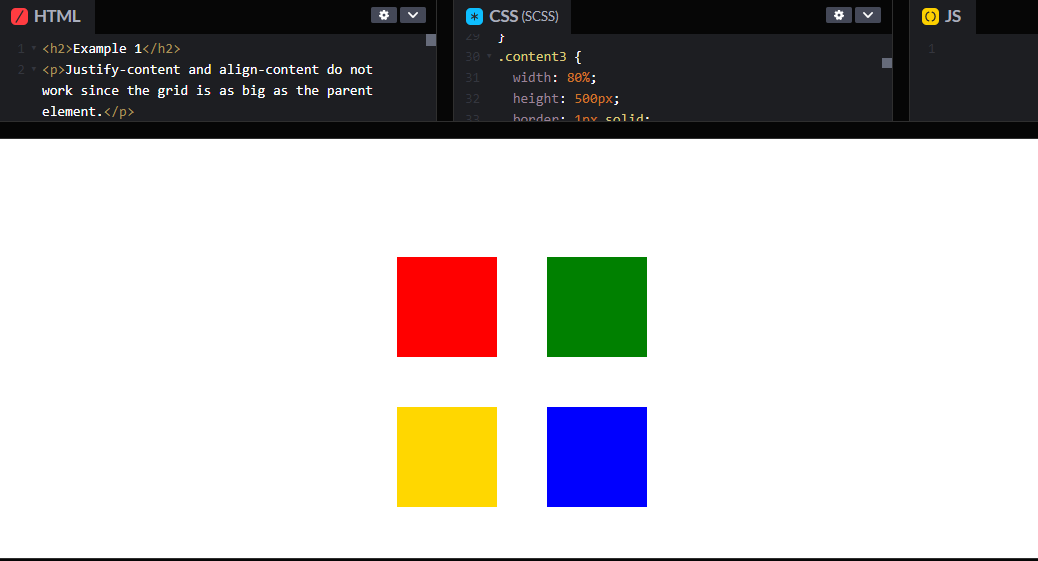 HTML
1 <h2>Example 1</h2>
2 <p>Justify-content and align-content do not
work since the grid is as big as the parent
element.</p>
CSS (SCSS)
29 }
30 .content3 {
31 width: 80%;
32 height: 500px;
33 border: 1px solid;
JS
1